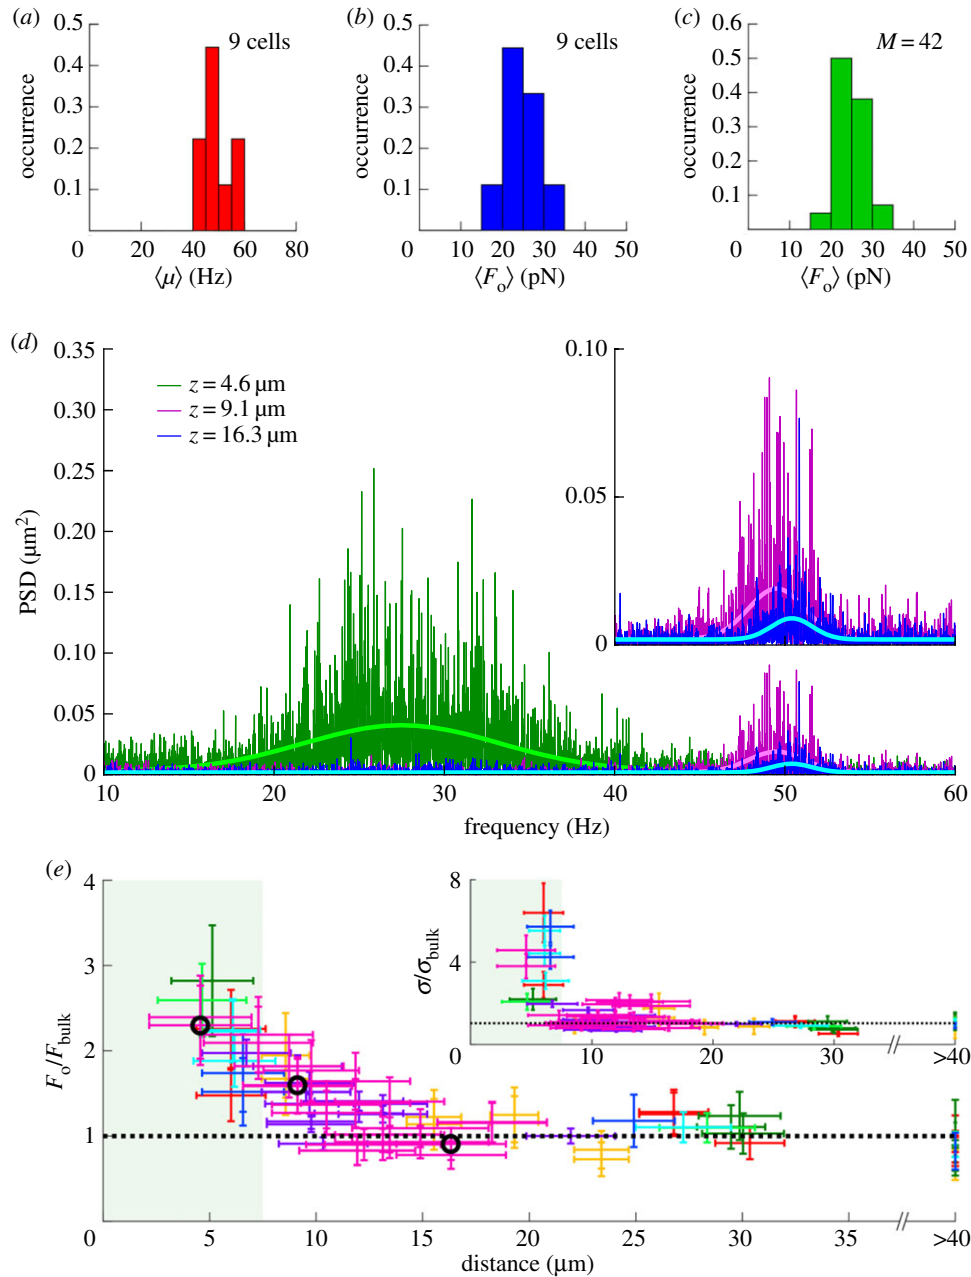 (a)
0.5
0.4
0.3
0.2
0.1
occurrence
9 cells
0 20 40 60 80
⟨μ⟩ (Hz)
(b)
0.5
0.4
0.3
0.2
0.1
occurrence
9 cells
0 10 20 30 40 50
⟨Fo⟩ (pN)
(c)
0.6
0.5
0.4
0.3
0.2
0.1
occurrence
M = 42
0 10 20 30 40 50
⟨Fo⟩ (pN)
(d)
0.35
0.30
0.25
0.20
0.15
0.10
0.05
0
PSD (μm2)
z = 4.6 μm
z = 9.1 μm
z = 16.3 μm
0.10
0.05
0
10 20 30 40 50 60
frequency (Hz)
(e)
4
3
2
1
Fo/Fbulk
8
4
σ/σbulk
0 10 20 30 >40
0 5 10 15 20 25 30 35 >40
distance (μm)